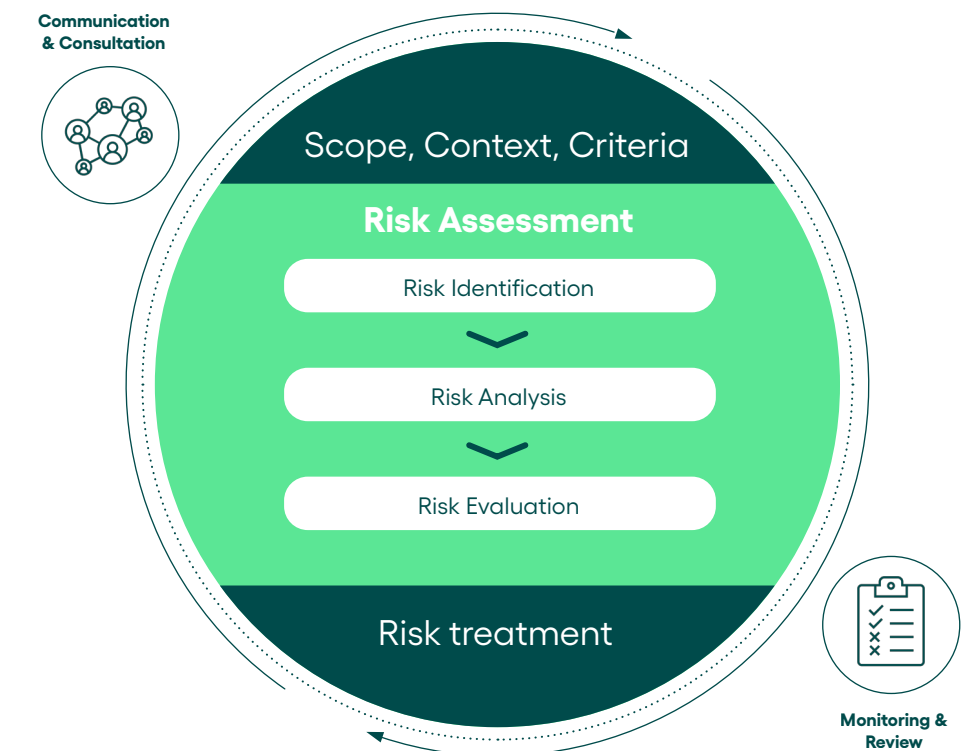 Communication
& Consultation
Scope, Context, Criteria
Risk Assessment
Risk Identification
Risk Analysis
Risk Evaluation
Risk treatment
Monitoring &
Review